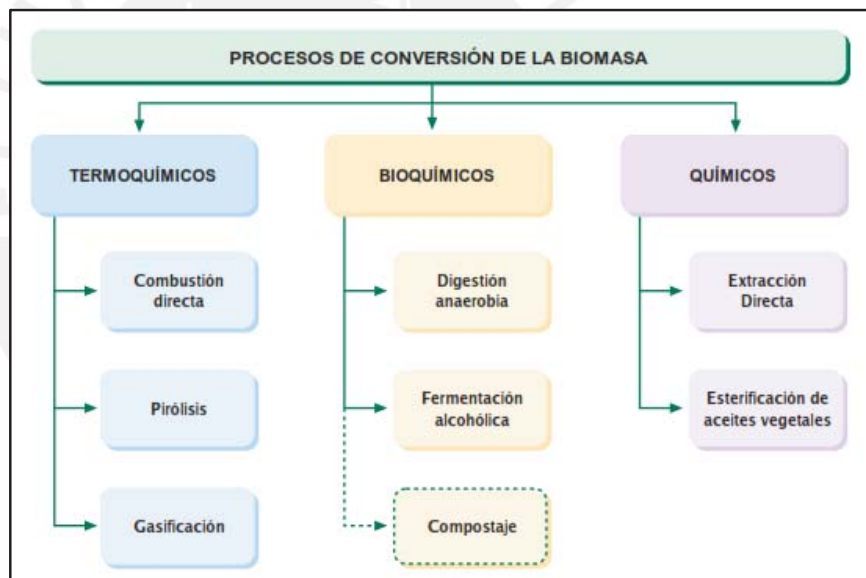 PROCESOS DE CONVERSIÓN DE LA BIOMASA
TERMOQUÍMICOS
BIOQUÍMICOS
QUÍMICOS
Combustión
directa
Digestión
anaerobia
Extracción
Directa
Pirólisis
Fermentación
alcohólica
Esterificación de
aceites vegetales
Gasificación
Compostaje